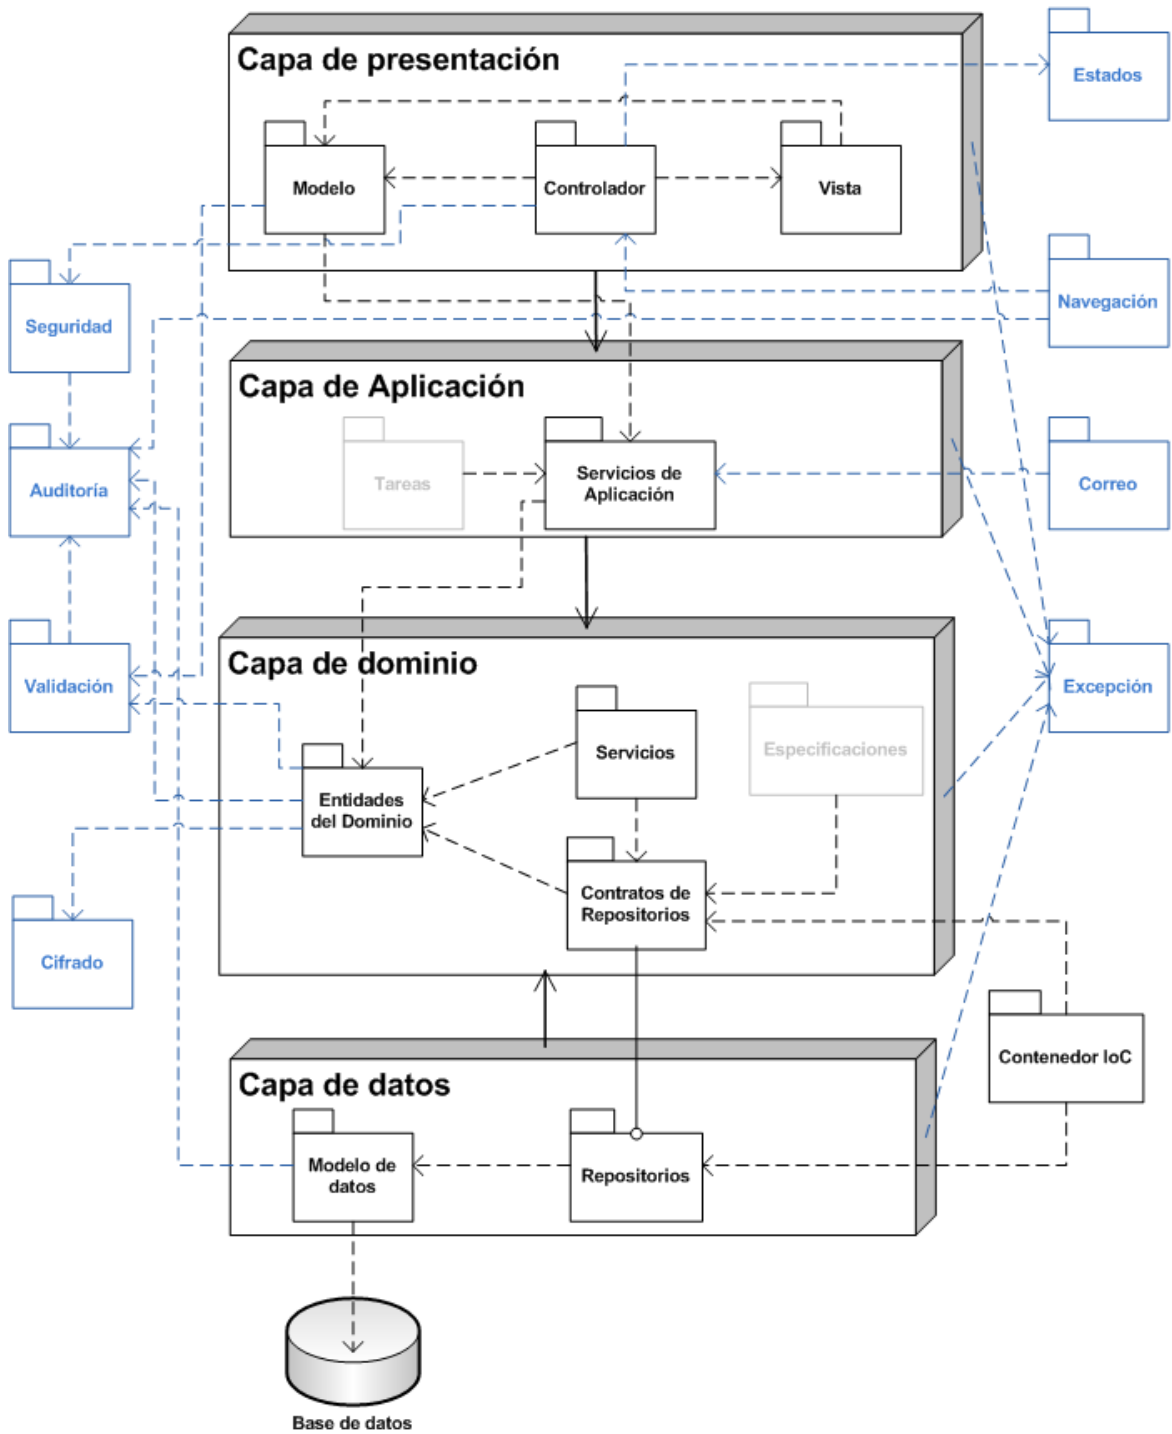 Capa de presentación
Estados
Modelo
Controlador
Vista
Seguridad
Navegación
Capa de Aplicación
Tareas
Servicios de
Aplicación
Auditoría
Correo
Capa de dominio
Validación
Servicios
Especificaciones
Excepción
Entidades
del Dominio
Contratos de
Repositorios
Cifrado
Contenedor IoC
Capa de datos
Modelo de
datos
Repositorios
Base de datos